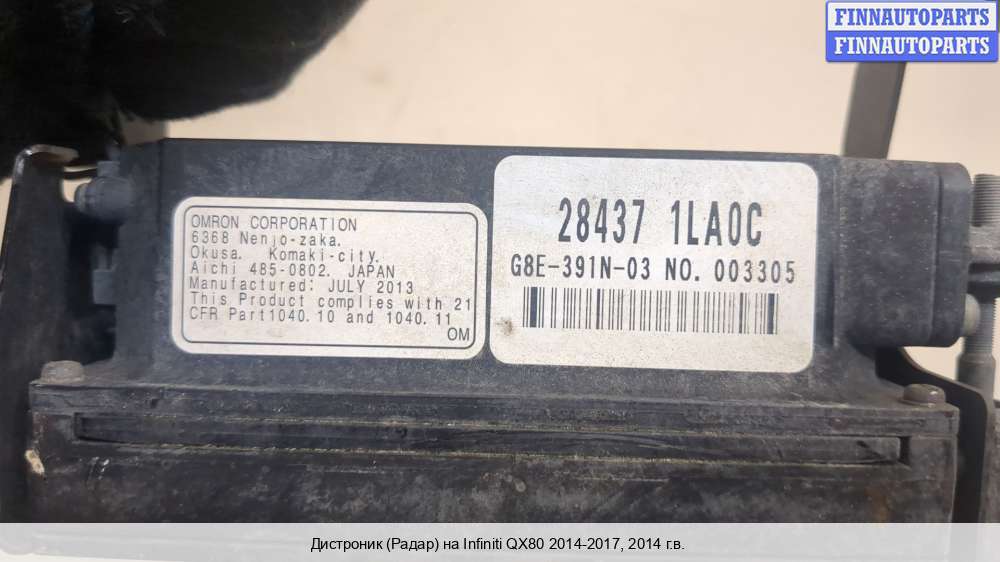 FINNAUTOPARTS
FINNAUTOPARTS
OMRON CORPORATION
6368 Nenjo-zaka.
Okusa. Komaki-city.
Aichi 485-0802. JAPAN
Manufactured: JULY 2013
This Product complies with 21
CFR Part1040.10 and 1040.11
OM
28437 1LA0C
G8E-391N-03 NO. 003305
Дистроник (Радар) на Infiniti QX80 2014-2017, 2014 г.в.